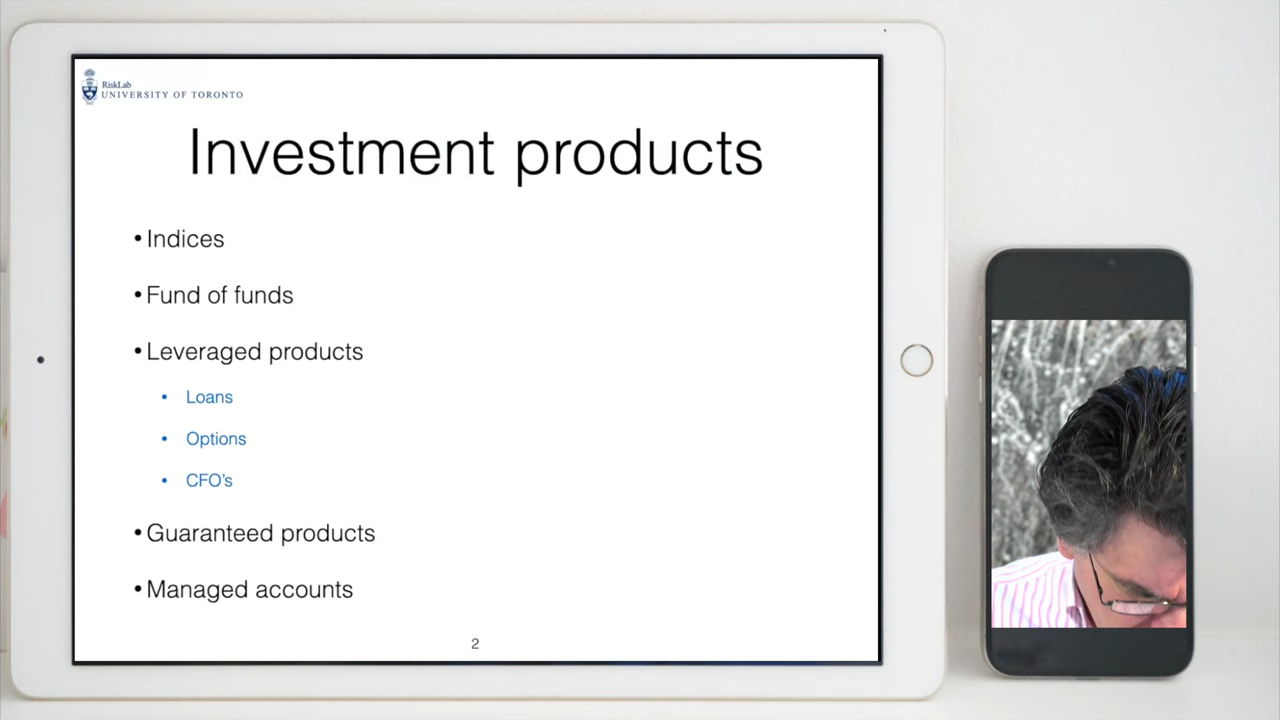 RiskLab
UNIVERSITY OF TORONTO
Investment products
• Indices
• Fund of funds
• Leveraged products
• Loans
• Options
• CFO's
• Guaranteed products
• Managed accounts
2